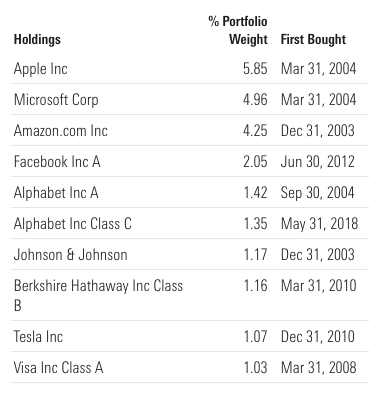 % Portfolio
Holdings Weight First Bought
Apple Inc 5.85 Mar 31, 2004
Microsoft Corp 4.96 Mar 31, 2004
Amazon.com Inc 4.25 Dec 31, 2003
Facebook Inc A 2.05 Jun 30, 2012
Alphabet Inc A 1.42 Sep 30, 2004
Alphabet Inc Class C 1.35 May 31, 2018
Johnson & Johnson 1.17 Dec 31, 2003
Berkshire Hathaway Inc Class 1.16 Mar 31, 2010
B
Tesla Inc 1.07 Dec 31, 2010
Visa Inc Class A 1.03 Mar 31, 2008